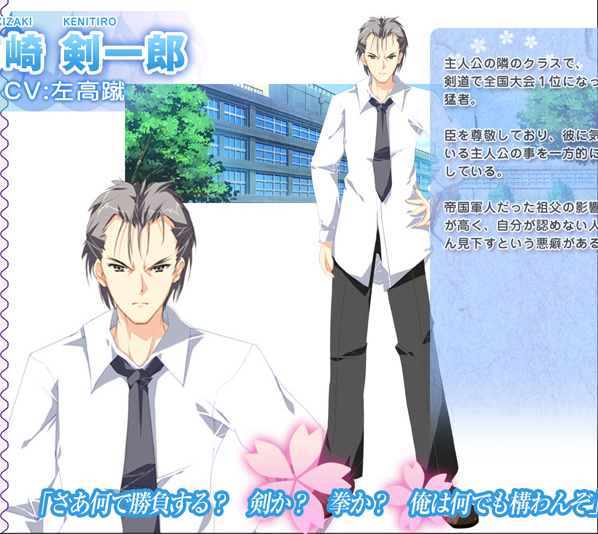 KIZAKI KENITIRO
崎 剣一郎
CV:左高蹴
主人公の隣のクラスで、
剣道で全国大会1位になっ
猛者。
臣を尊敬しており、彼に気
いる主人公の事を一方的に
している。
帝国軍人だった祖父の影響
が高く、自分が認めない人
ん見下すという悪癖がある
「さあ何で勝負する? 剣か? 拳か? 俺は何でも構わんぞ」